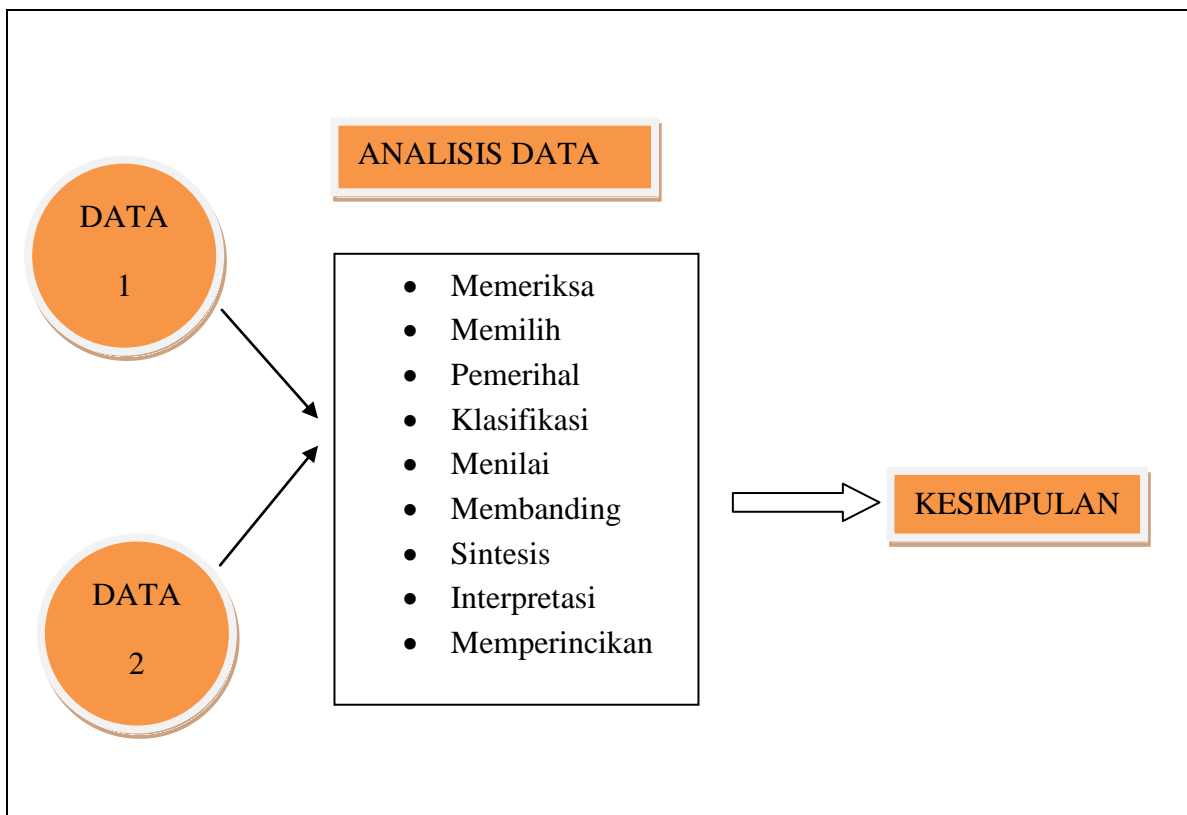 ANALISIS DATA
DATA
1
• Memeriksa
• Memilih
• Pemerihal
• Klasifikasi
• Menilai
• Membanding
• Sintesis
• Interpretasi
• Memperincikan
DATA
2
KESIMPULAN